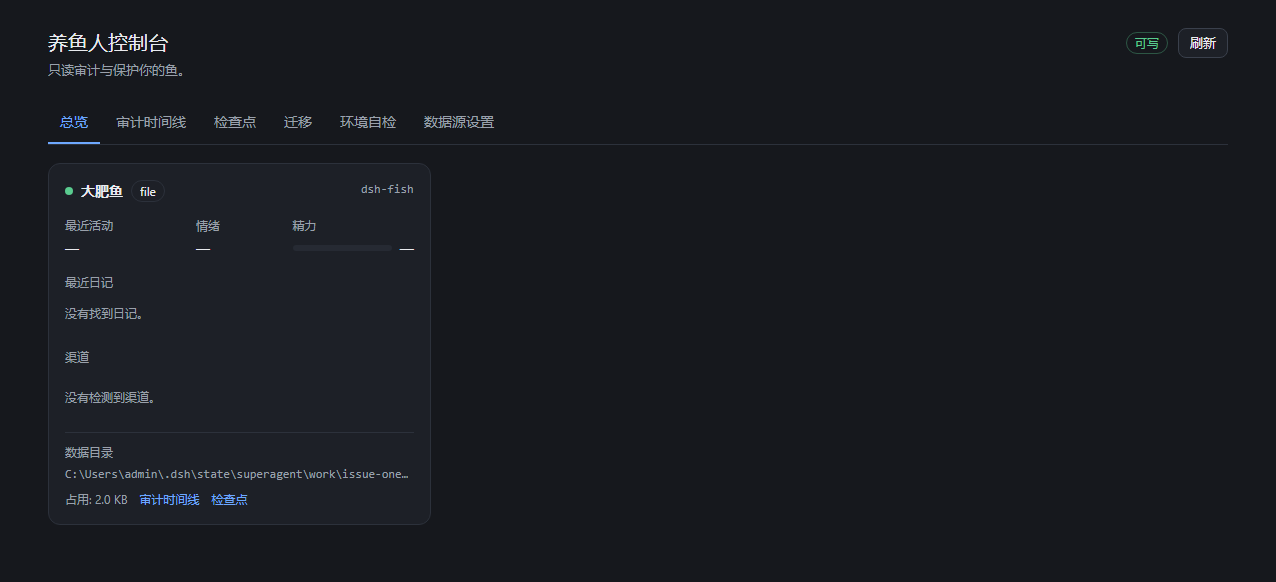 养鱼人控制台
可写 刷新
只读审计与保护你的鱼。
总览 审计时间线 检查点 迁移 环境自检 数据源设置
大肥鱼 file dsh-fish
最近活动 情绪 精力
— — —
最近日记
没有找到日记。
渠道
没有检测到渠道。
数据目录
C:\Users\admin\.dsh\state\superagent\work\issue-one…
占用: 2.0 KB 审计时间线 检查点